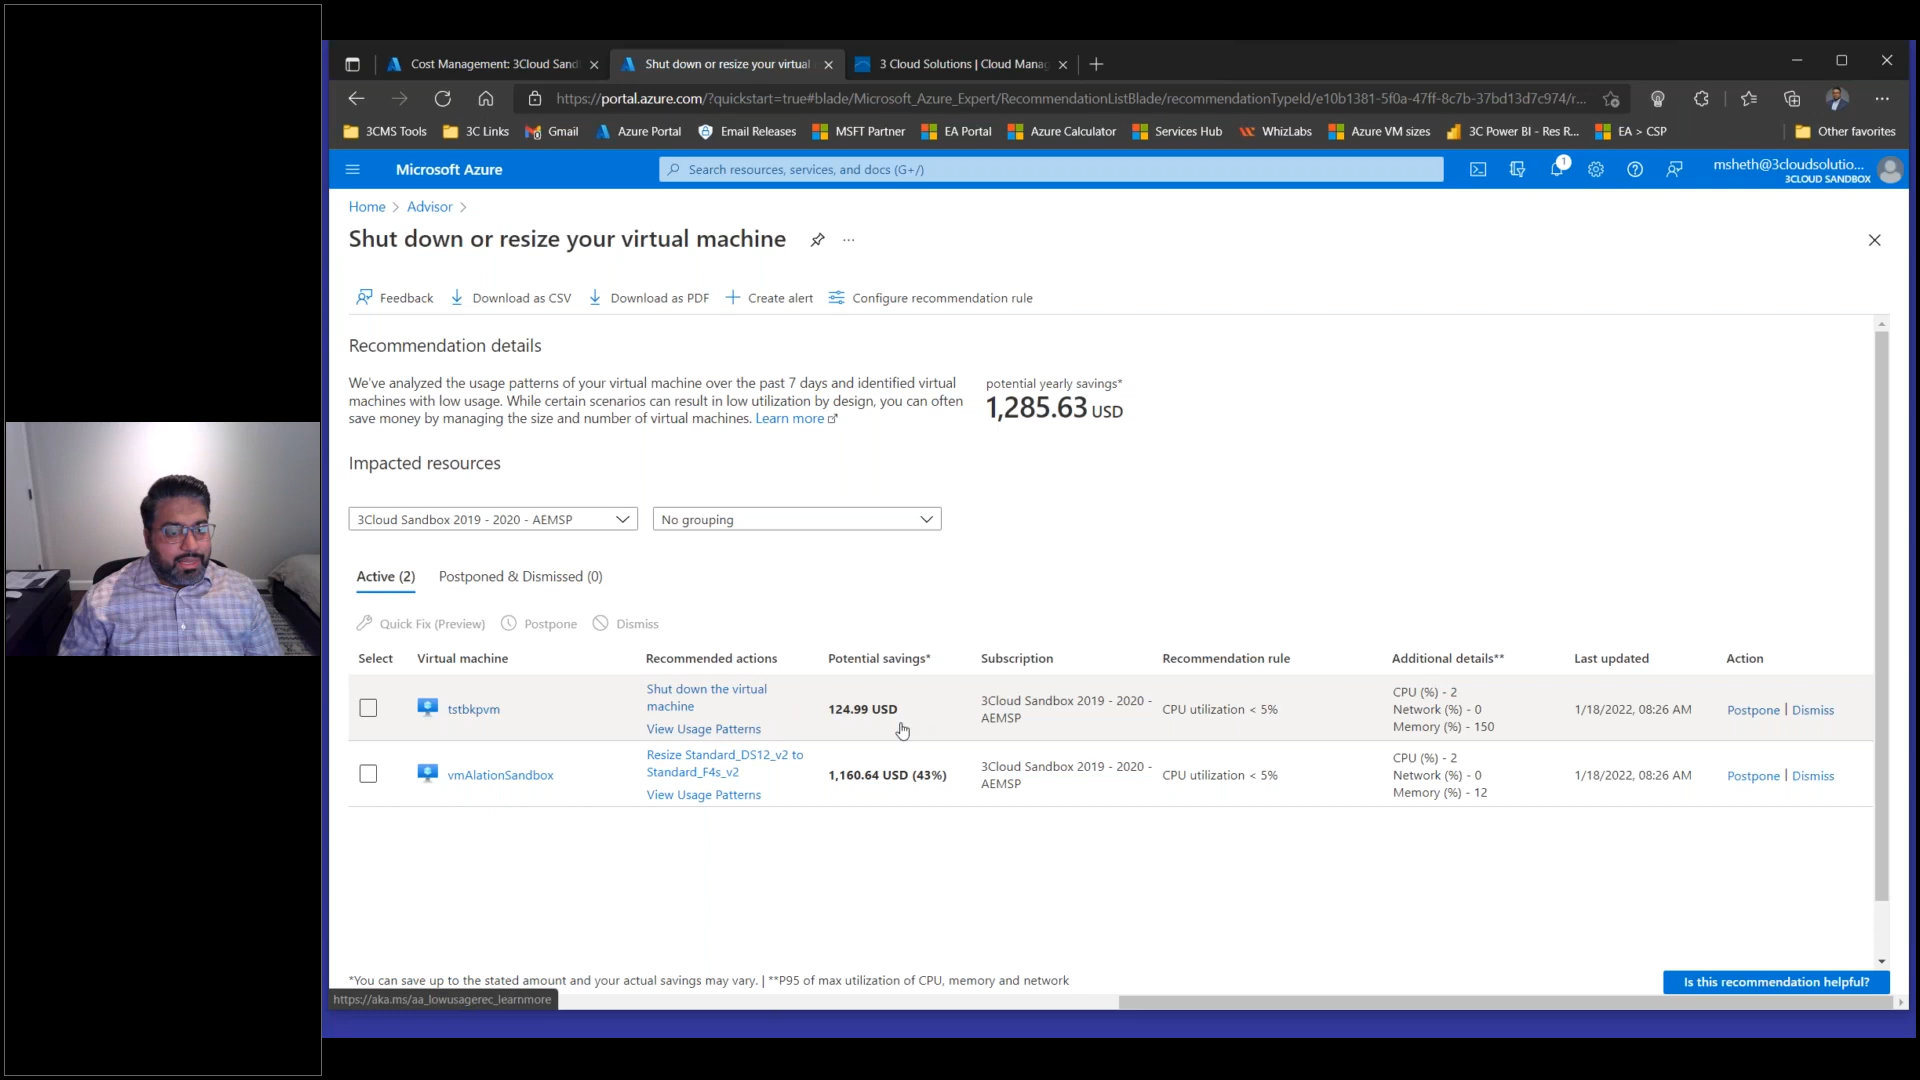 Cost Management: 3Cloud Sand
Shut down or resize your virtual
3 Cloud Solutions | Cloud Mana
https://portal.azure.com/?quickstart=true#blade/Microsoft_Azure_Expert/RecommendationListBlade/recommendationTypeId/e10b1381-5f0a-47ff-8c7b-37bd13d7c974/r...
3CMS Tools
3C Links
Gmail
Azure Portal
Email Releases
MSFT Partner
EA Portal
Azure Calculator
Services Hub
WhizLabs
Azure VM sizes
3C Power BI - Res R...
EA > CSP
Other favorites
Microsoft Azure
Search resources, services, and docs (G+/)
1
msheth@3cloudsolutio...
3CLOUD SANDBOX
Home > Advisor >
Shut down or resize your virtual machine
Feedback
Download as CSV
Download as PDF
Create alert
Configure recommendation rule
Recommendation details
We've analyzed the usage patterns of your virtual machine over the past 7 days and identified virtual
machines with low usage. While certain scenarios can result in low utilization by design, you can often
save money by managing the size and number of virtual machines. Learn more
potential yearly savings*
1,285.63 USD
Impacted resources
3Cloud Sandbox 2019 - 2020 - AEMSP
No grouping
Active (2)
Postponed & Dismissed (0)
Quick Fix (Preview)
Postpone
Dismiss
Select
Virtual machine
Recommended actions
Potential savings*
Subscription
Recommendation rule
Additional details**
Last updated
Action
tstbkpvm
Shut down the virtual
machine
View Usage Patterns
124.99 USD
3Cloud Sandbox 2019 - 2020 -
AEMSP
CPU utilization < 5%
CPU (%) - 2
Network (%) - 0
Memory (%) - 150
1/18/2022, 08:26 AM
Postpone | Dismiss
vmAlationSandbox
Resize Standard_DS12_v2 to
Standard_F4s_v2
View Usage Patterns
1,160.64 USD (43%)
3Cloud Sandbox 2019 - 2020 -
AEMSP
CPU utilization < 5%
CPU (%) - 2
Network (%) - 0
Memory (%) - 12
1/18/2022, 08:26 AM
Postpone | Dismiss
*You can save up to the stated amount and your actual savings may vary. | **P95 of max utilization of CPU, memory and network
Is this recommendation helpful?
https://aka.ms/aa_lowusagerec_learnmore